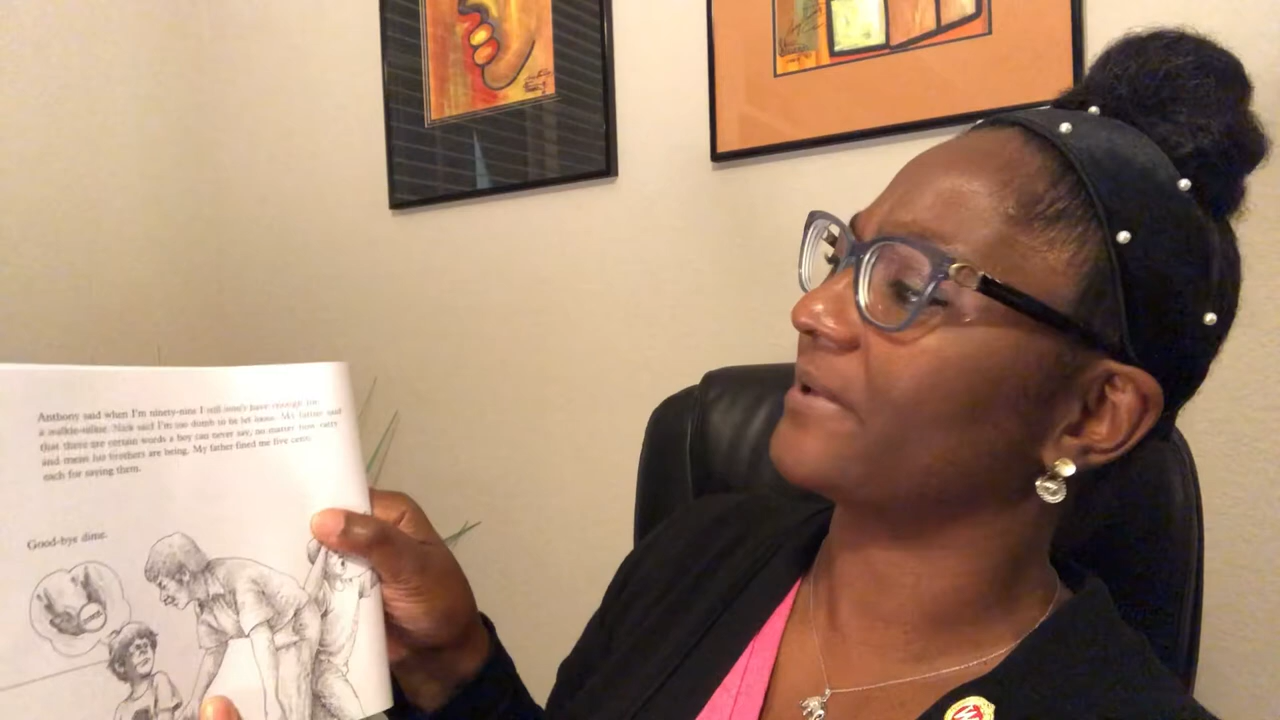 Anthony said when I'm ninety-nine I still won't have enough for
a walkie-talkie. Nick said I'm too dumb to be let loose. My father said
that there are certain words a boy can never say, no matter how ratty
and mean his brothers are being. My father fined me five cents
each for saying them.
Good-bye dime.
W